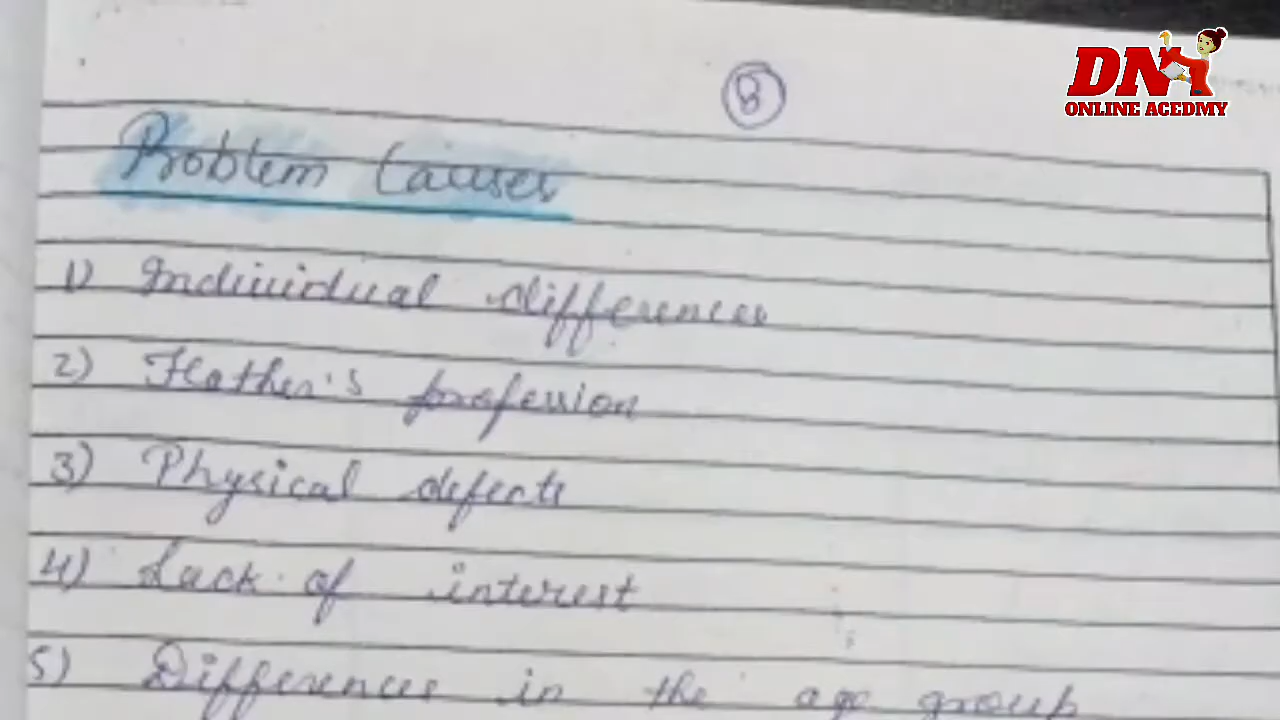 DN
ONLINE ACEDMY
8
Problem Causes
1) Individual differences
2) Father's profession
3) Physical defects
4) Lack of interest
5) Differences in the age group